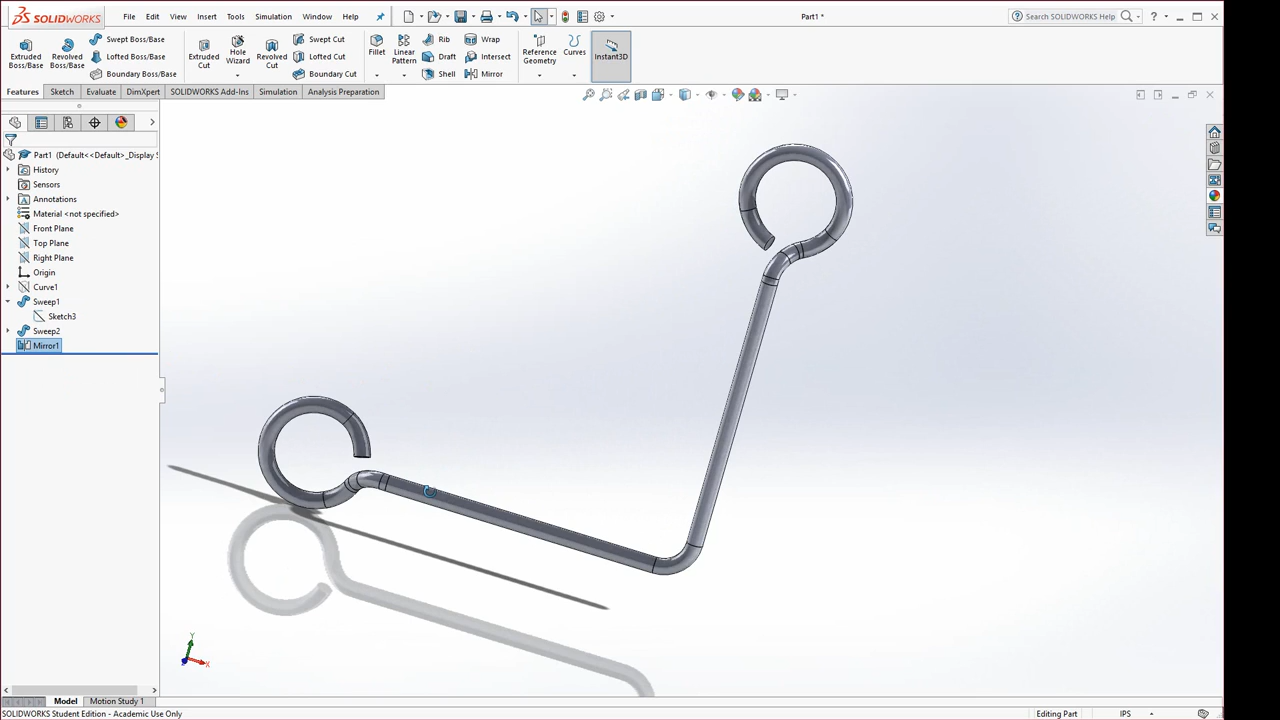 SOLIDWORKS File Edit View Insert Tools Simulation Window Help Part1 * Search SOLIDWORKS Help
Extruded Boss/Base
Revolved Boss/Base
Swept Boss/Base
Lofted Boss/Base
Boundary Boss/Base
Extruded Cut
Hole Wizard
Revolved Cut
Swept Cut
Lofted Cut
Boundary Cut
Fillet
Linear Pattern
Rib
Draft
Shell
Wrap
Intersect
Mirror
Reference Geometry
Curves
Instant3D
Features Sketch Evaluate DimXpert SOLIDWORKS Add-Ins Simulation Analysis Preparation
Part1 (Default<<Default>_Display S
History
Sensors
Annotations
Material <not specified>
Front Plane
Top Plane
Right Plane
Origin
Curve1
Sweep1
Sketch3
Sweep2
Mirror1
Y
X
Model Motion Study 1
SOLIDWORKS Student Edition - Academic Use Only Editing Part IPS